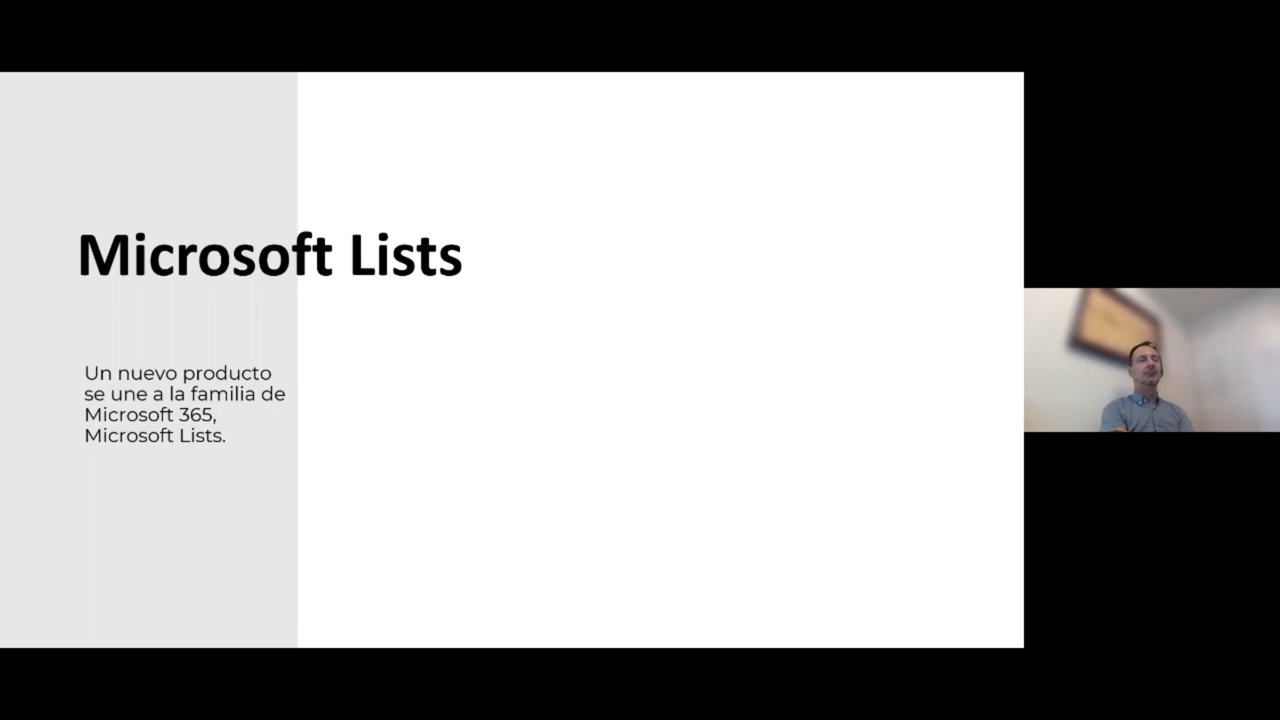 Microsoft Lists
Un nuevo producto
se une a la familia de
Microsoft 365,
Microsoft Lists.